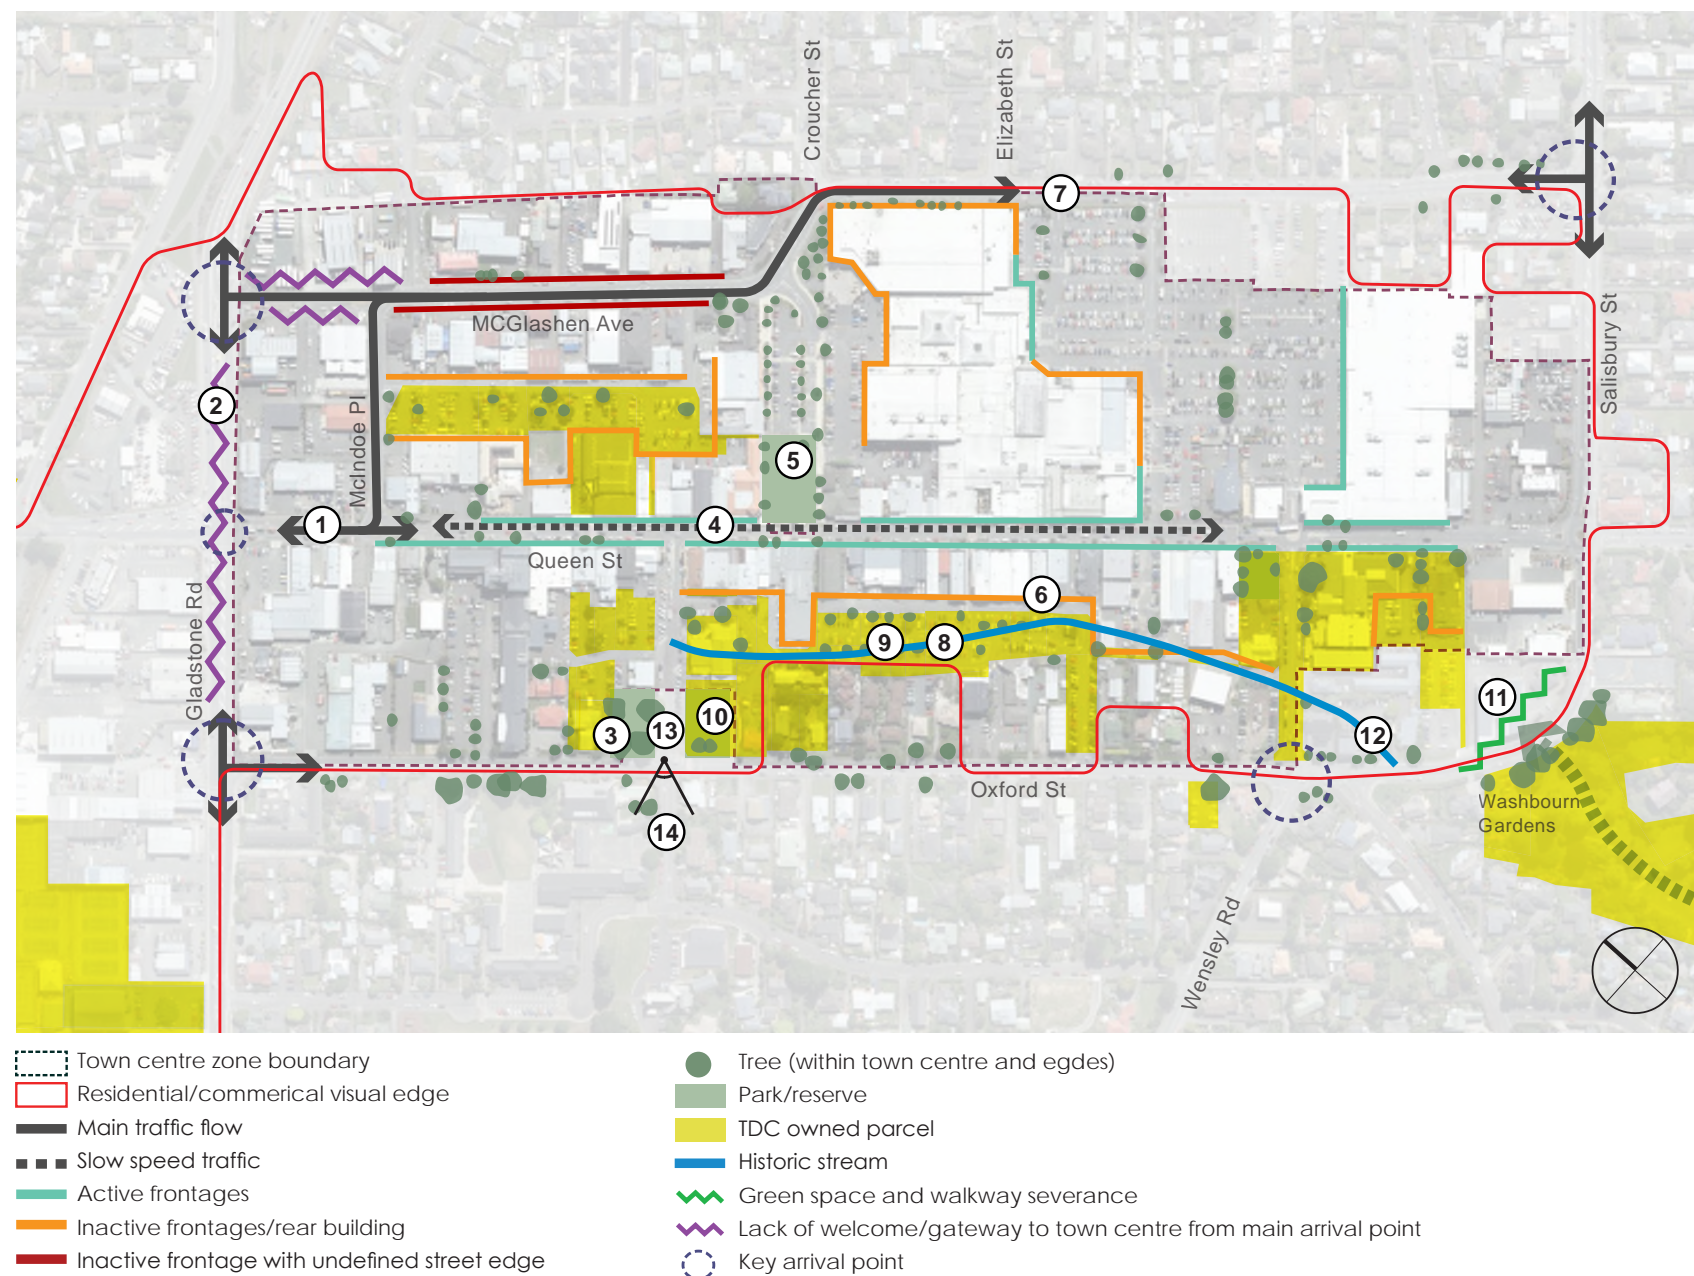 Croucher St
Elizabeth St
7
MCGlashen Ave
2
McIndoe Pl
Salisbury St
5
1
4
Queen St
6
9
8
Gladstone Rd
11
3
13
10
12
Oxford St
14
Washbourn
Gardens
Wensley Rd
Town centre zone boundary
Residential/commerical visual edge
Main traffic flow
Slow speed traffic
Active frontages
Inactive frontages/rear building
Inactive frontage with undefined street edge
Tree (within town centre and egdes)
Park/reserve
TDC owned parcel
Historic stream
Green space and walkway severance
Lack of welcome/gateway to town centre from main arrival point
Key arrival point